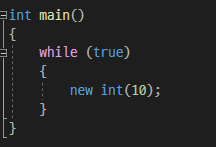 int main()
{
    while (true)
    {
        new int(10);
    }
}